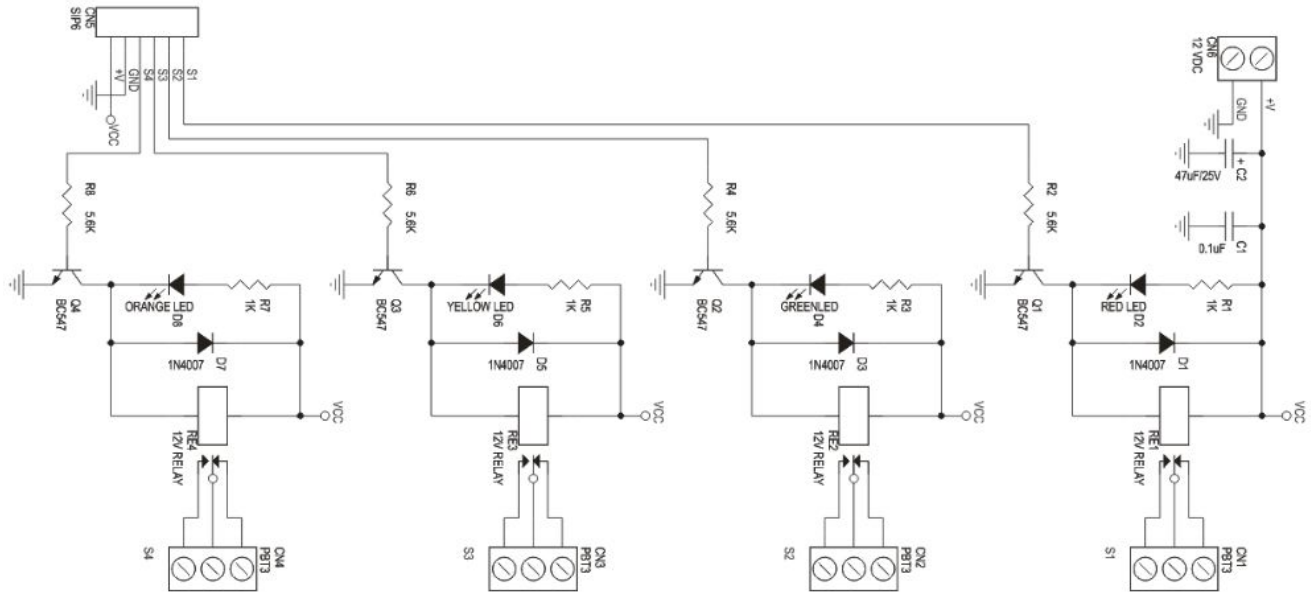 CN5
SIP6
+V
GND
S4
S3
S2
S1
VCC
CN6
12 VDC
GND
+V
+
C2
47uF/25V
C1
0.1uF
R8
5.6K
R6
5.6K
R4
5.6K
R2
5.6K
Q4
BC547
ORANGE LED
D8
R7
1K
Q3
BC547
YELLOW LED
D6
R5
1K
Q2
BC547
GREENLED
D4
R3
1K
Q1
BC547
RED LED
D2
R1
1K
1N4007
D7
1N4007
D5
1N4007
D3
1N4007
D1
VCC
VCC
VCC
VCC
RE4
12V RELAY
RE3
12V RELAY
RE2
12V RELAY
RE1
12V RELAY
S4
CN4
PBT3
S3
CN3
PBT3
S2
CN2
PBT3
S1
CN1
PBT3